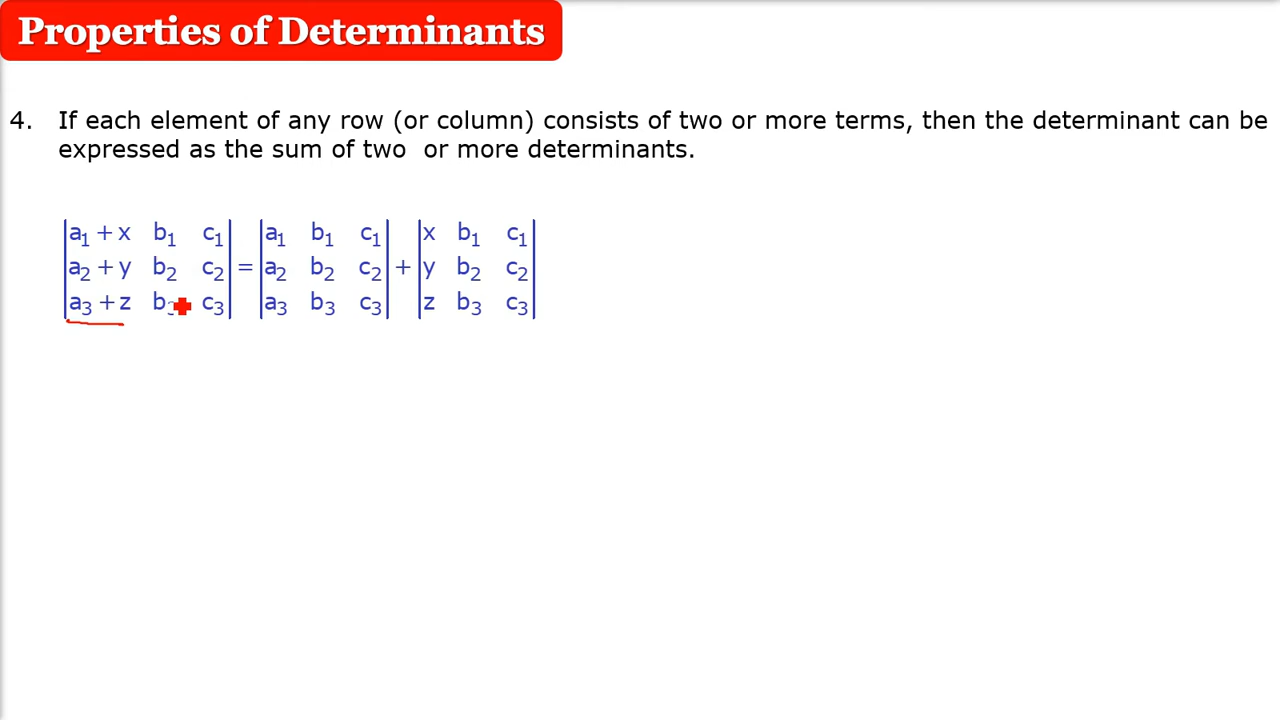 Properties of Determinants
4. If each element of any row (or column) consists of two or more terms, then the determinant can be
expressed as the sum of two or more determinants.
|a₁ + x b₁ c₁| |a₁ b₁ c₁| |x b₁ c₁|
|a₂ + y b₂ c₂| = |a₂ b₂ c₂| + |y b₂ c₂|
|a₃ + z b c₃| |a₃ b₃ c₃| |z b₃ c₃|